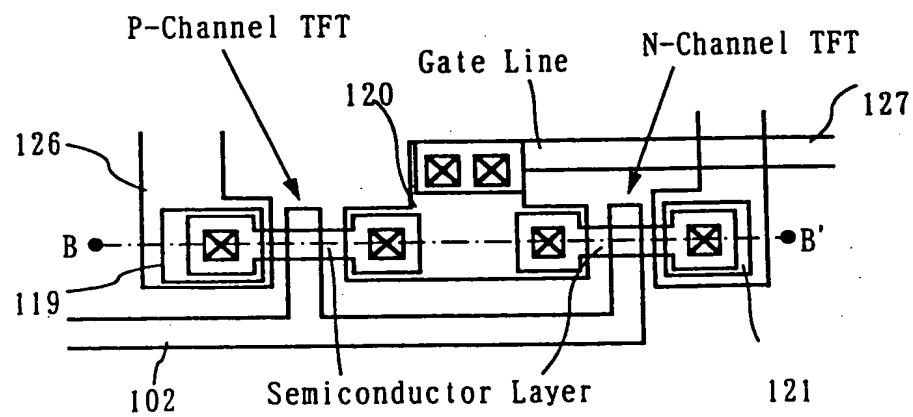 P-Channel TFT
N-Channel TFT
Gate Line
120
127
126
B
B'
119
102
Semiconductor Layer
121